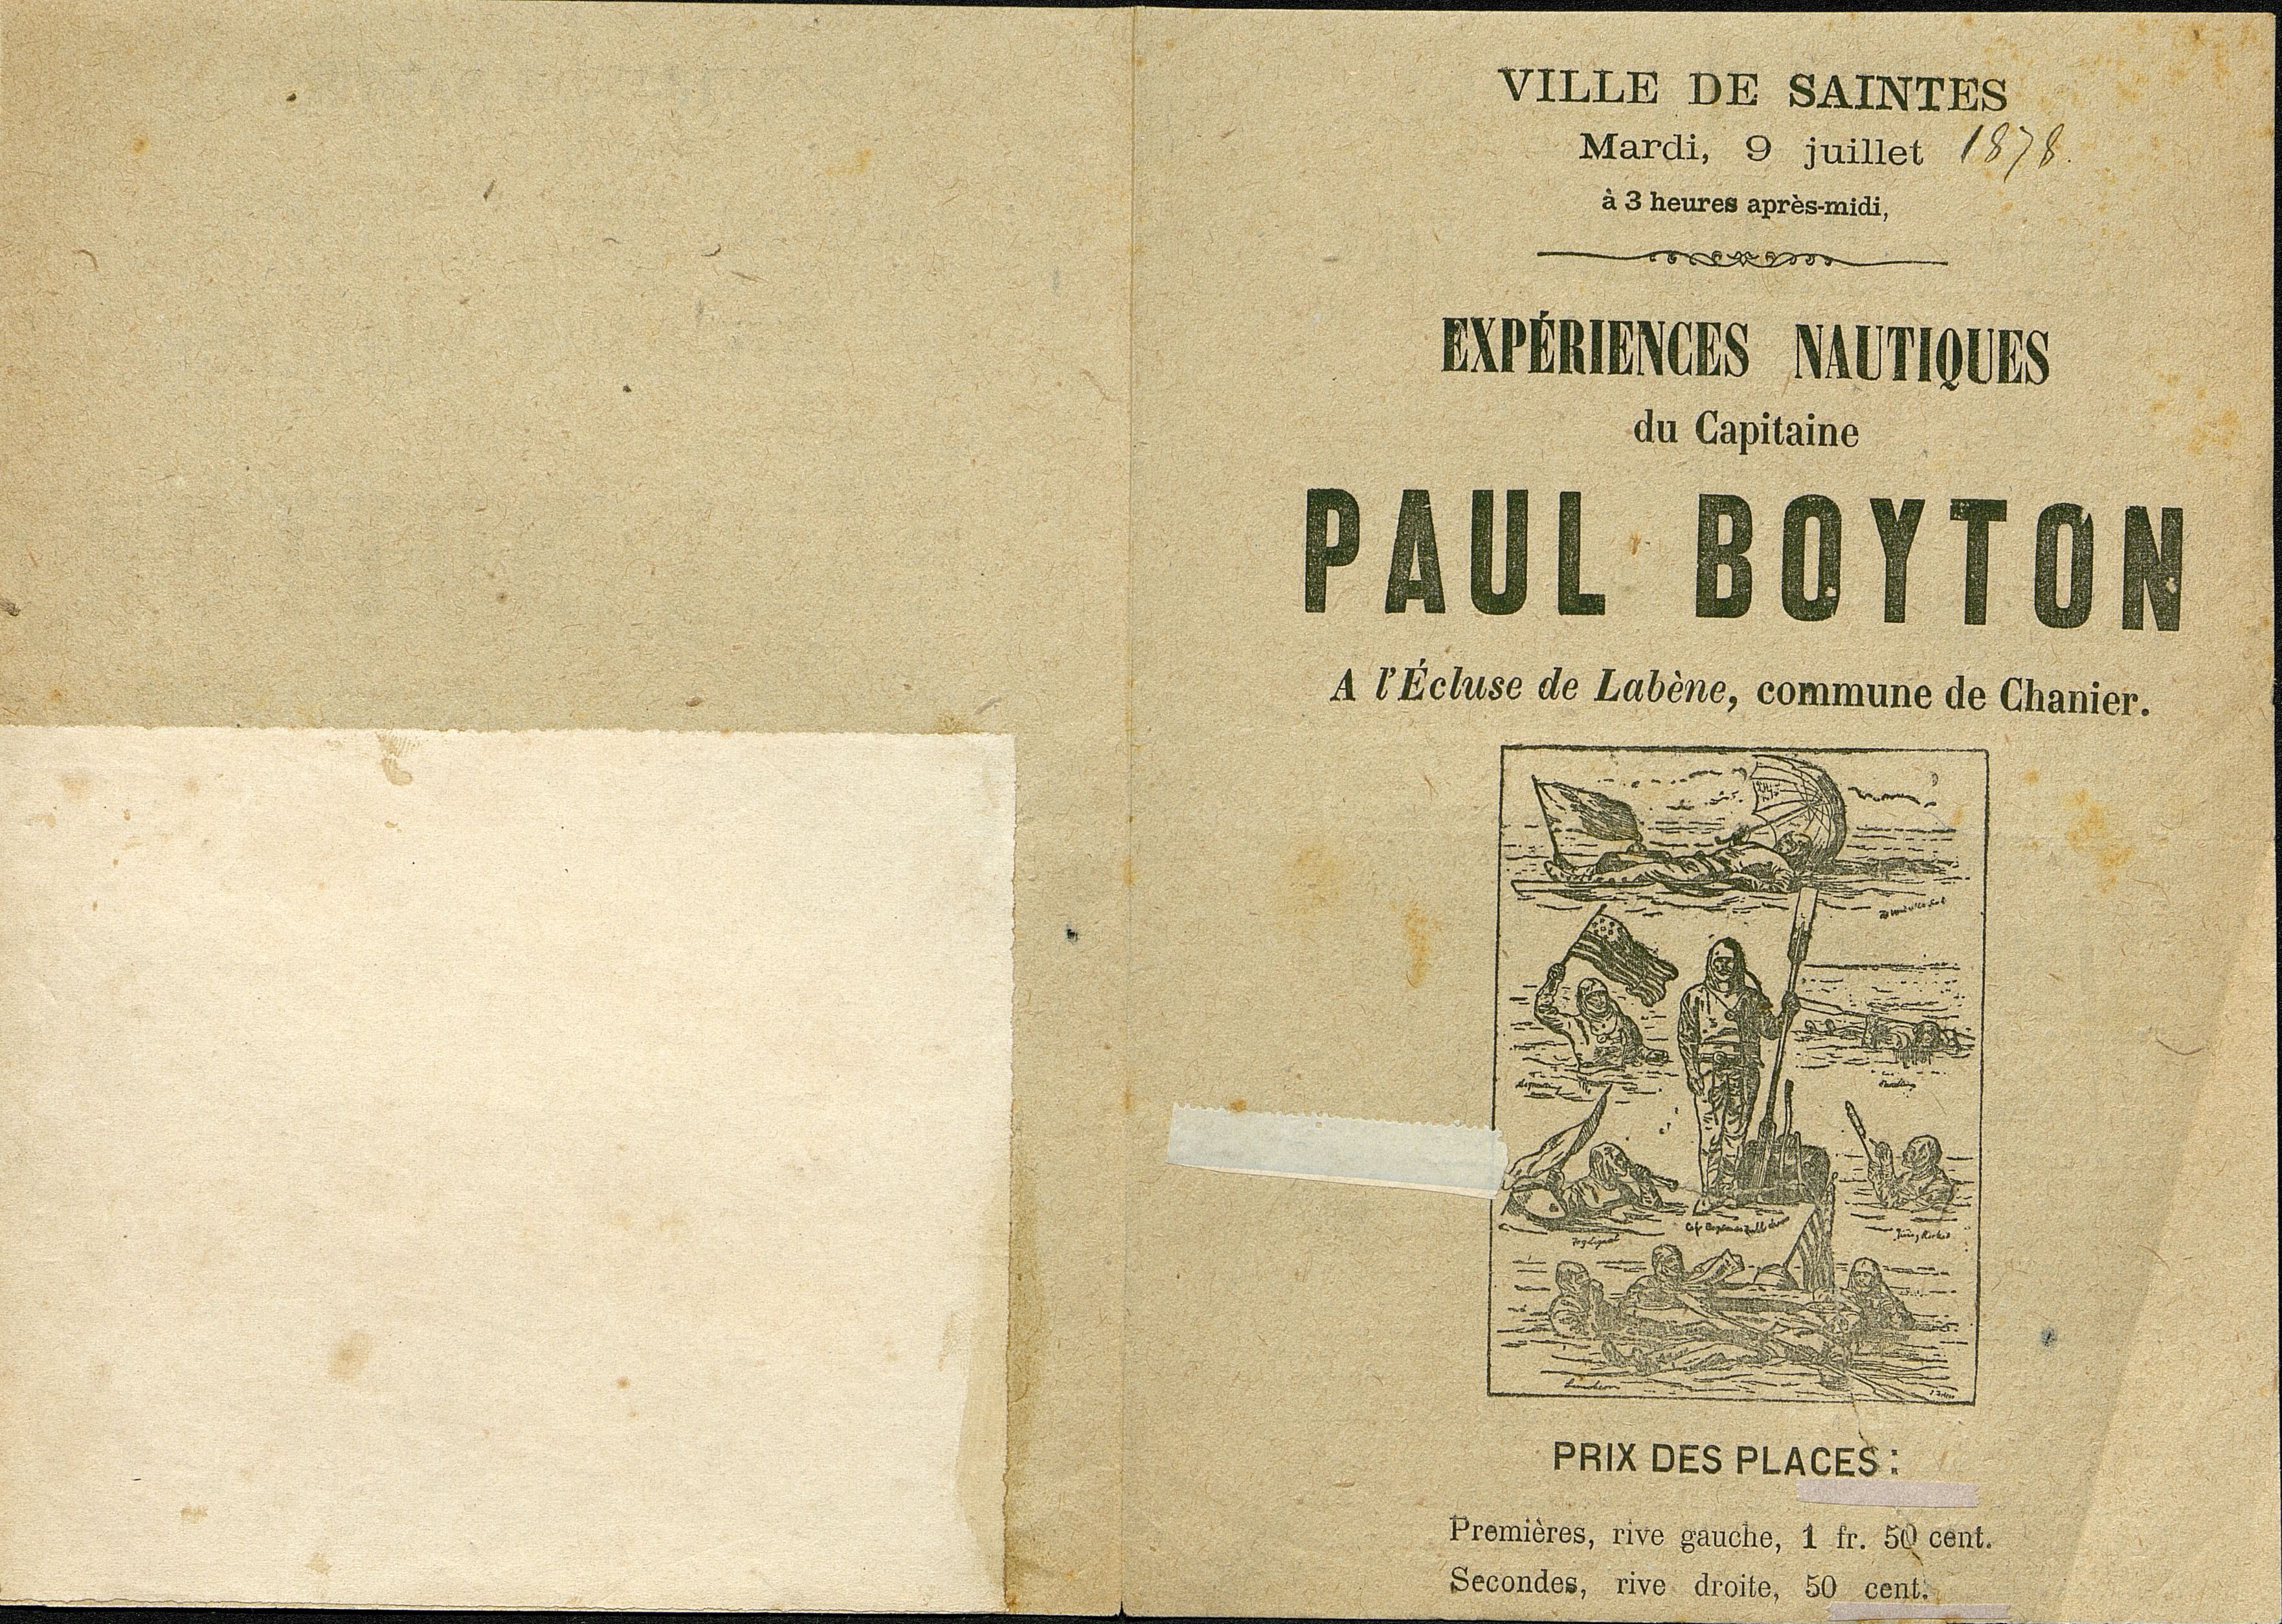 VILLE DE SAINTES
Mardi, 9 juillet 1878.
à 3 heures après-midi,
EXPÉRIENCES NAUTIQUES
du Capitaine
PAUL BOYTON
A l'Écluse de Labène, commune de Chanier.
Luncheon
PRIX DES PLACES :
Premières, rive gauche, 1 fr. 50 cent.
Secondes, rive droite, 50 cent.